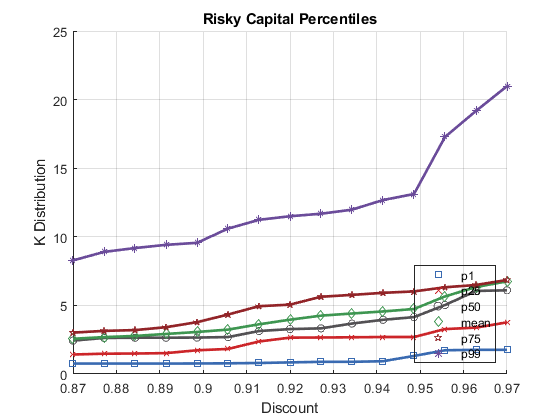 Risky Capital Percentiles
25
20
15
10
5
0
K Distribution
0.87
0.88
0.89
0.9
0.91
0.92
0.93
0.94
0.95
0.96
0.97
Discount
p1
p25
p50
mean
p75
p99